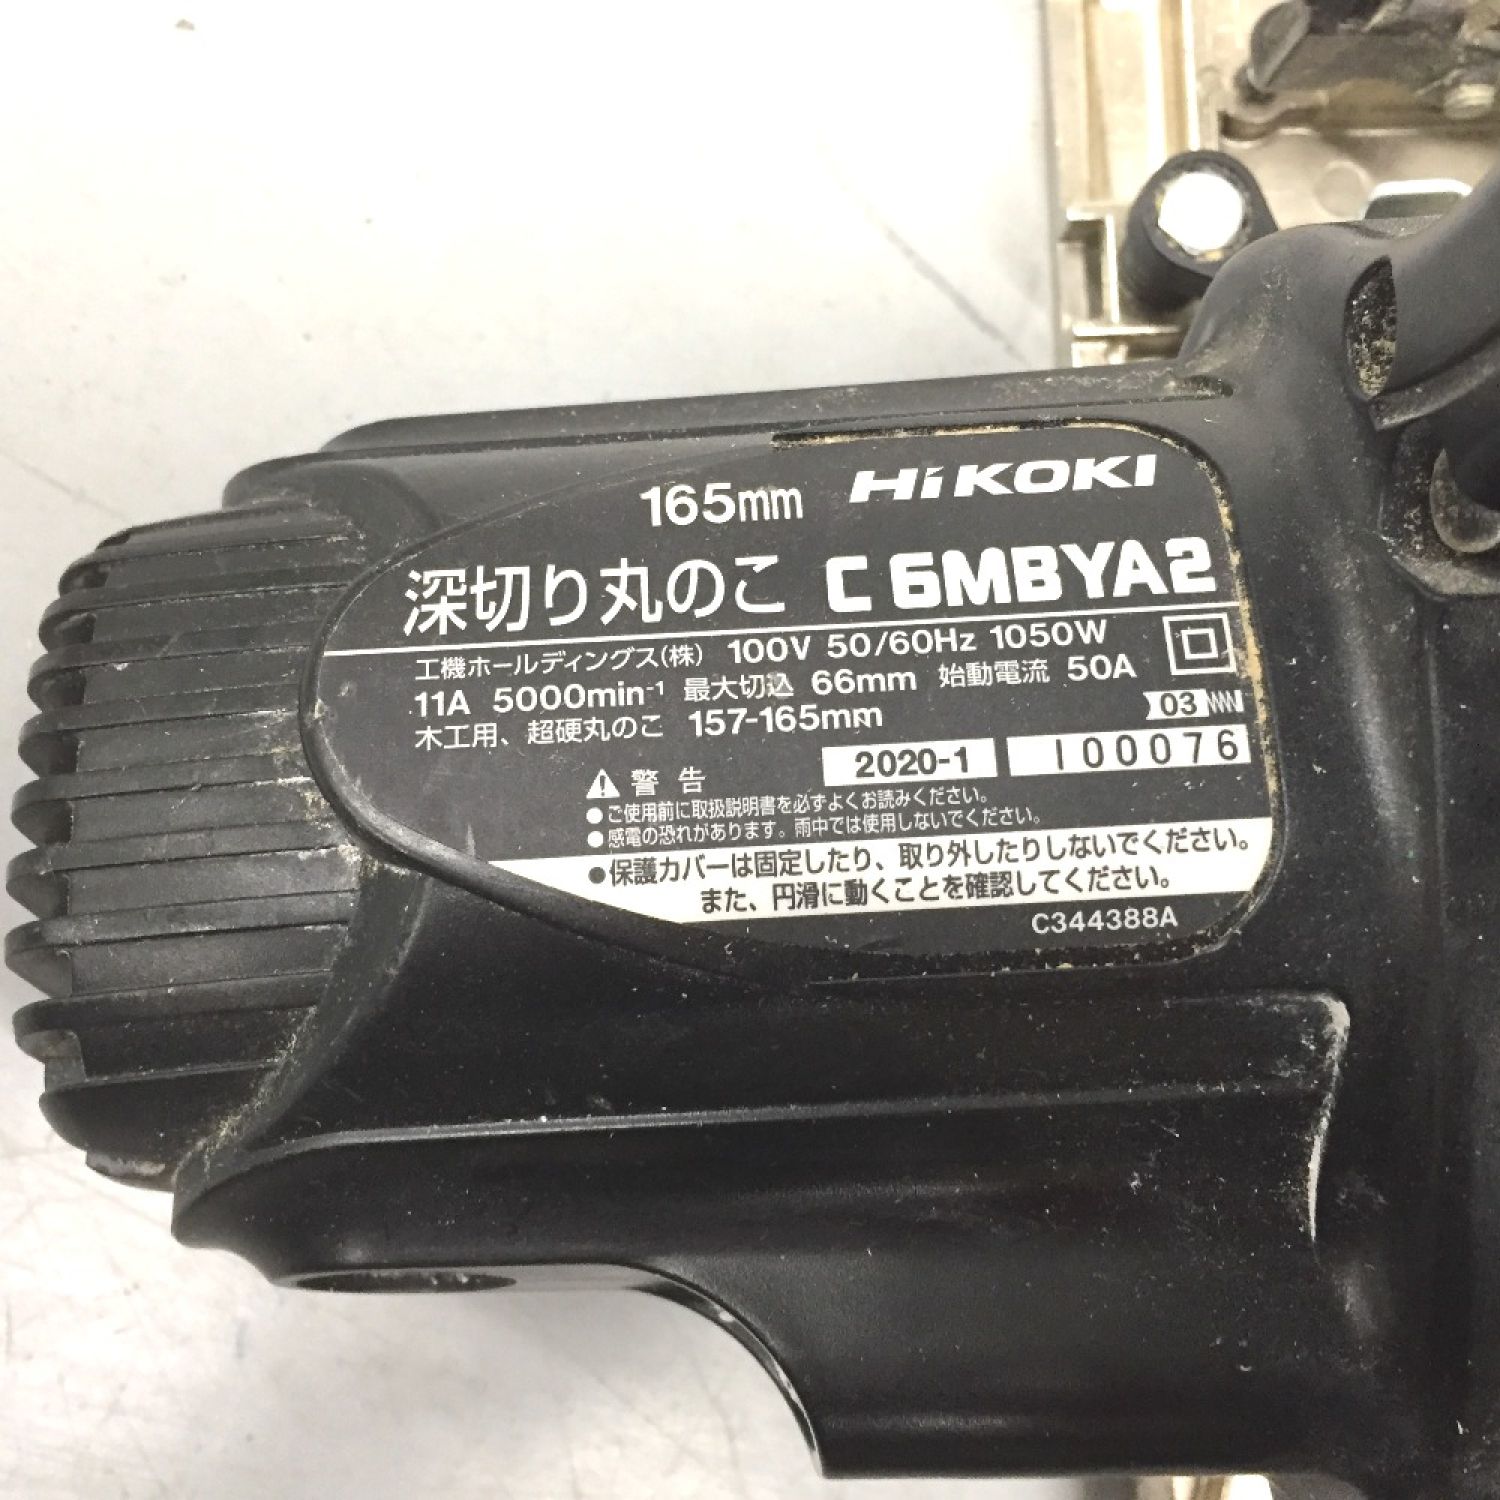 165mm HiKOKI
深切り丸のこ C 6MBYA2
工機ホールディングス(株) 100V 50/60Hz 1050W
11A 5000min⁻¹ 最大切込 66mm 始動電流 50A
木工用、超硬丸のこ 157-165mm
03
2020-1 I00076
警告
●ご使用前に取扱説明書を必ずよくお読みください。
●感電の恐れがあります。雨中では使用しないでください。
●保護カバーは固定したり、取り外したりしないでください。
また、円滑に動くことを確認してください。
C344388A